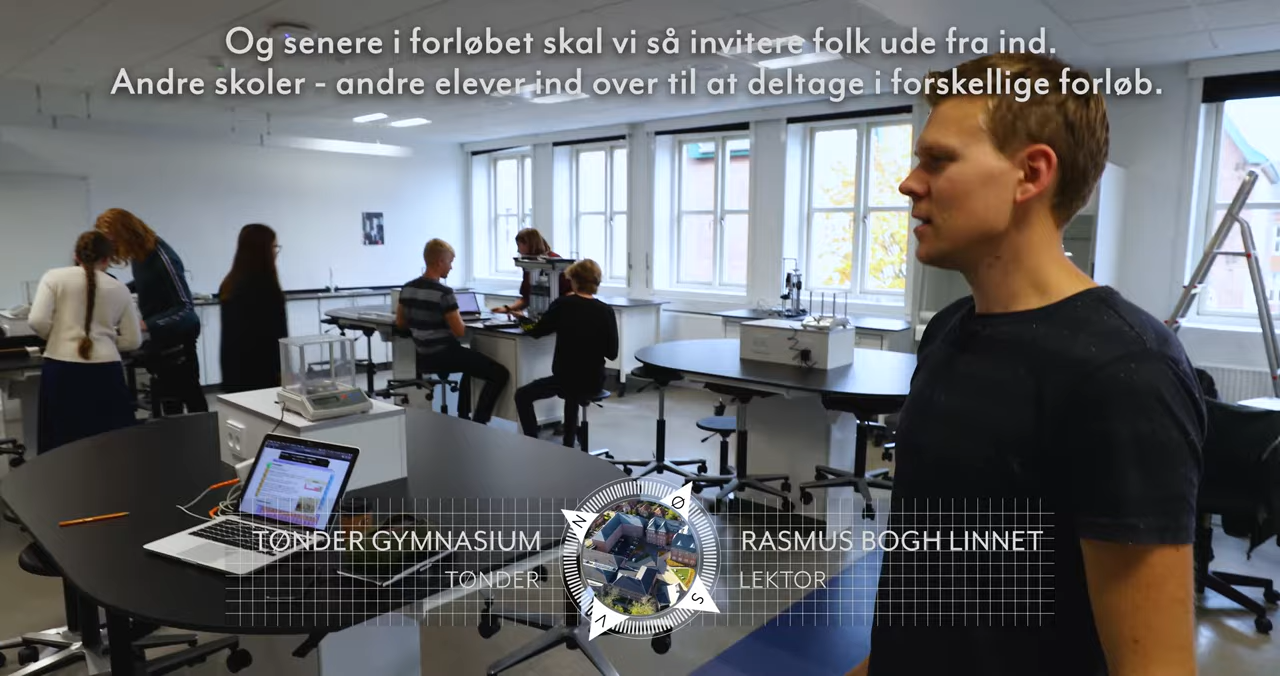 Og senere i forløbet skal vi så invitere folk ude fra ind.
Andre skoler - andre elever ind over til at deltage i forskellige forløb.
TØNDER GYMNASIUM
TØNDER
RASMUS BOGH LINNET
LEKTOR
N
Ø
S
V